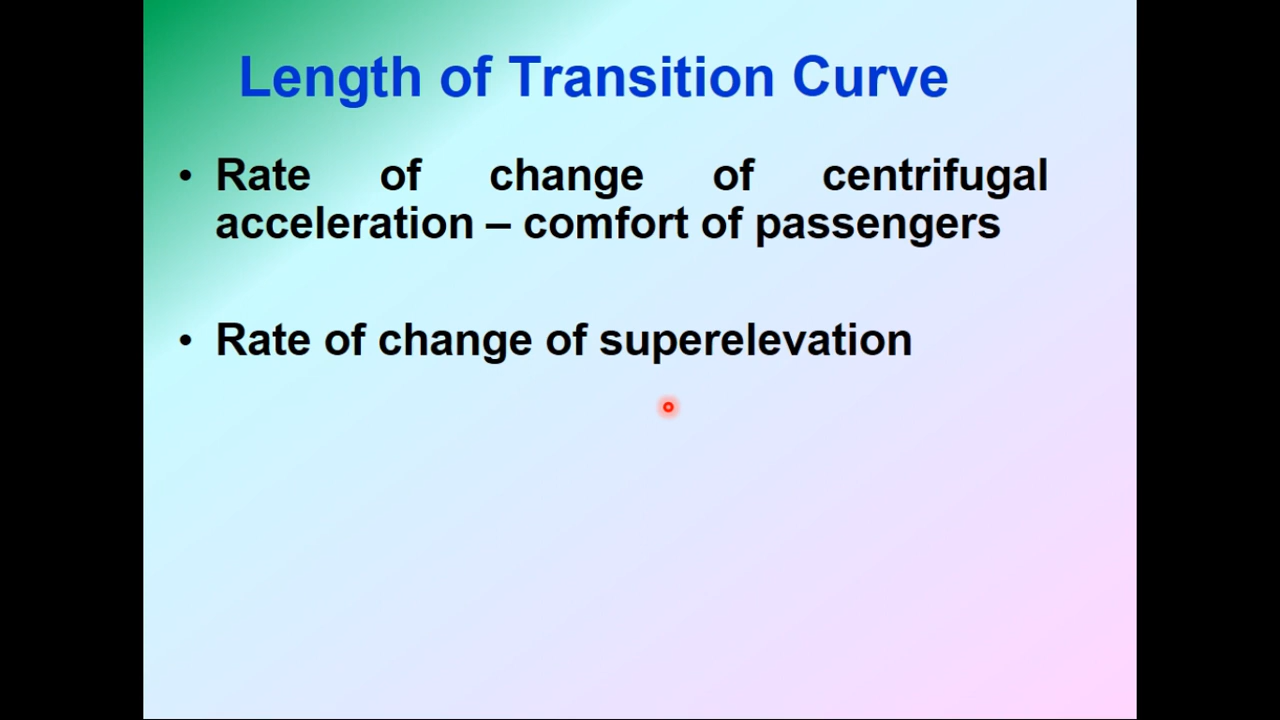 Length of Transition Curve
• Rate of change of centrifugal
acceleration – comfort of passengers
• Rate of change of superelevation